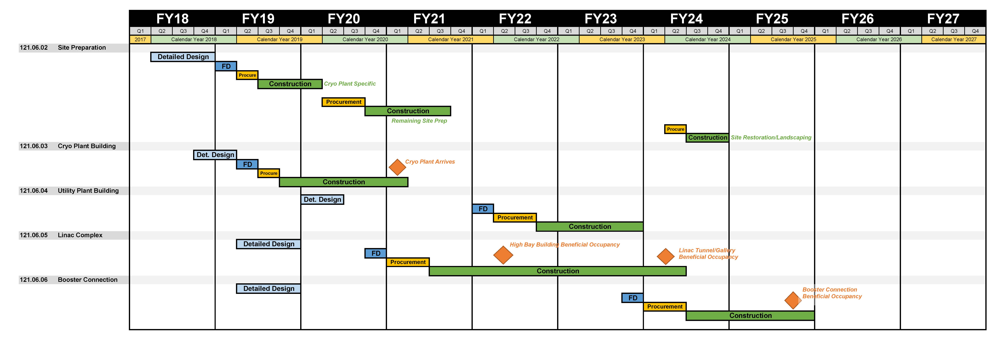 FY18 FY19 FY20 FY21 FY22 FY23 FY24 FY25 FY26 FY27
Q1 Q2 Q3 Q4 Q1 Q2 Q3 Q4 Q1 Q2 Q3 Q4 Q1 Q2 Q3 Q4 Q1 Q2 Q3 Q4 Q1 Q2 Q3 Q4 Q1 Q2 Q3 Q4 Q1 Q2 Q3 Q4 Q1 Q2 Q3 Q4 Q1 Q2 Q3 Q4
2017 Calendar Year 2018 Calendar Year 2019 Calendar Year 2020 Calendar Year 2021 Calendar Year 2022 Calendar Year 2023 Calendar Year 2024 Calendar Year 2025 Calendar Year 2026 Calendar Year 2027
121.06.02 Site Preparation
Detailed Design
FD
Procure
Construction Cryo Plant Specific
Procurement
Construction
Remaining Site Prep
Procure
Construction Site Restoration/Landscaping
121.06.03 Cryo Plant Building
Det. Design
Cryo Plant Arrives
FD
Procure
Construction
121.06.04 Utility Plant Building
Det. Design
FD
Procurement
Construction
121.06.05 Linac Complex
Detailed Design High Bay Building Beneficial Occupancy
Linac Tunnel/Gallery
FD
Beneficial Occupancy
Procurement
Construction
121.06.06 Booster Connection
Detailed Design Booster Connection
Beneficial Occupancy
FD
Procurement
Construction